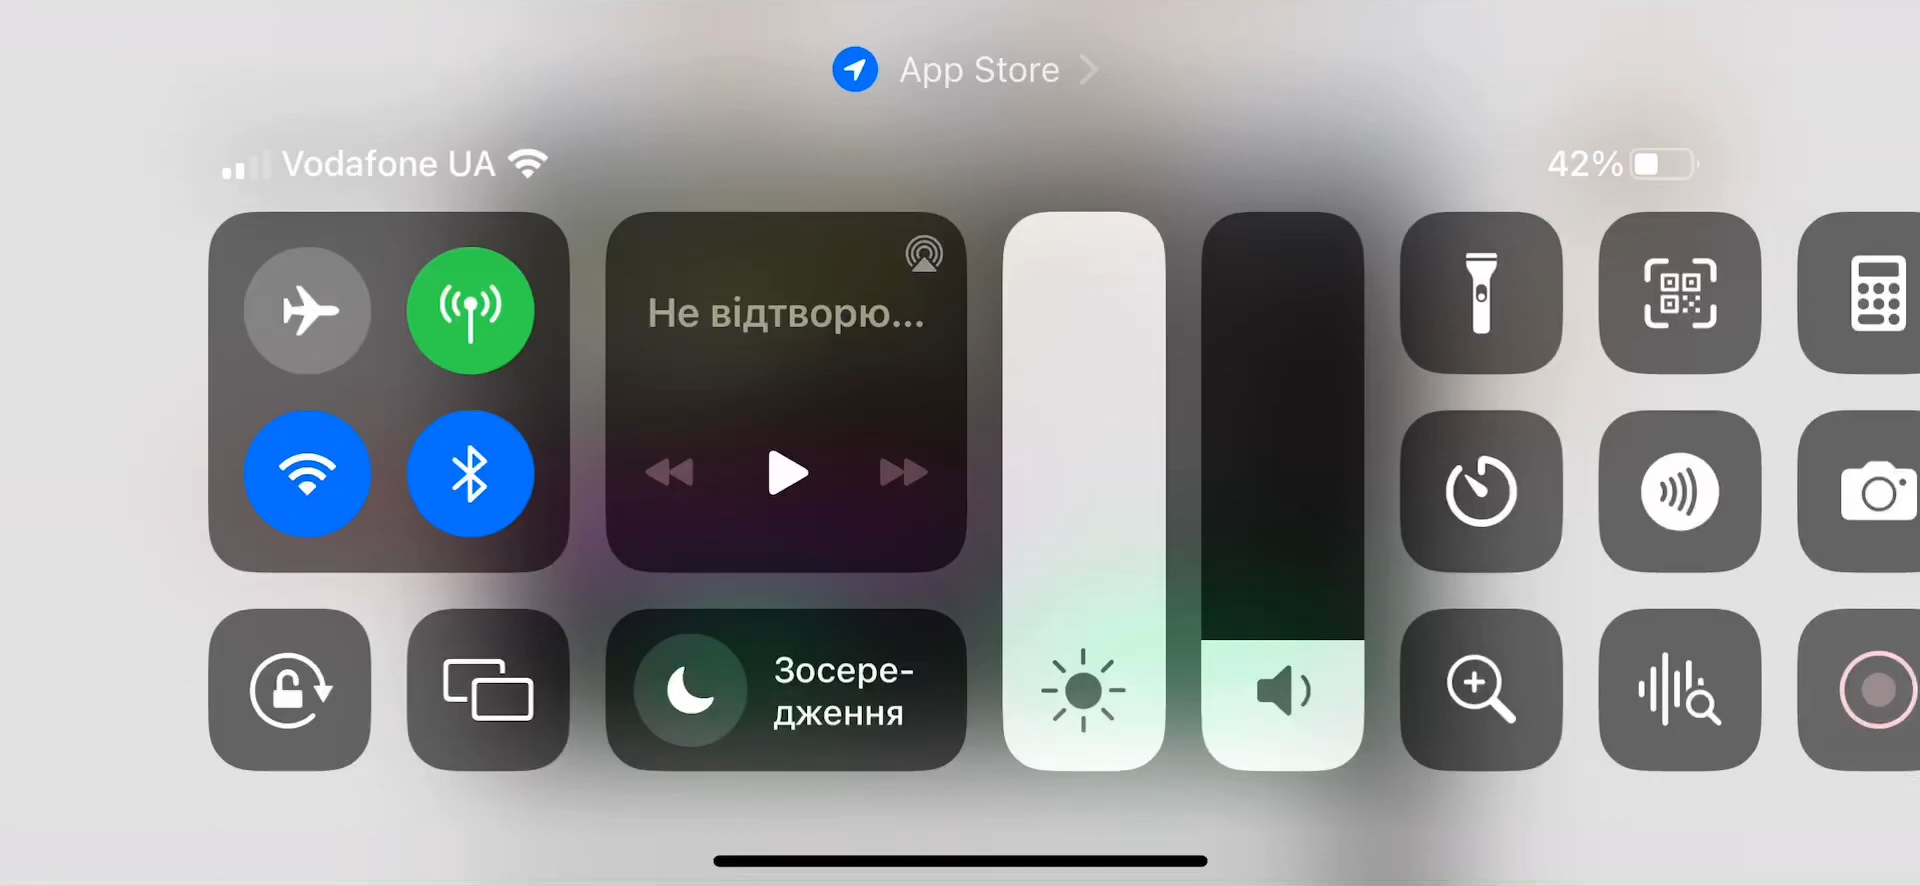 App Store
Vodafone UA
42%
Не відтворю...
Зосере-
дження